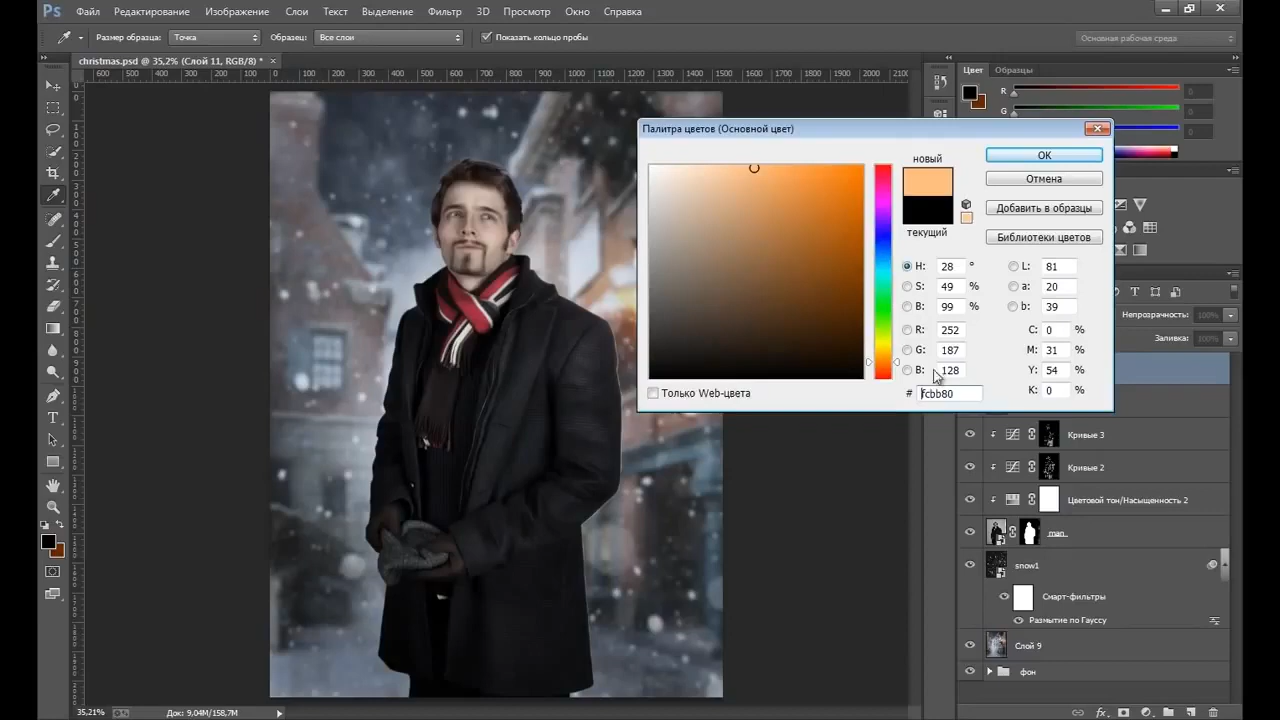 Ps Файл Редактирование Изображение Слои Текст Выделение Фильтр 3D Просмотр Окно Справка
Размер образца: Точка Образец: Все слои Показать кольцо пробы Основная рабочая среда
christmas.psd @ 35,2% (Слой 11, RGB/8) * ×
Цвет Образцы
600 500 400 300 200 100 0 100 200 300 400 500 600 700 800 900 1000 1100 1200 1300 1400 1500 1600 1700 1800 1900 2000 2100
R 0
G 0
0
Палитра цветов (Основной цвет)
новый
текущий
OK
Отмена
Добавить в образцы
Библиотеки цветов
H: 28 ° L: 81
S: 49 % a: 20
B: 99 % b: 39
R: 252 C: 0 %
G: 187 M: 31 %
B: 128 Y: 54 %
# fcbb80 K: 0 %
Только Web-цвета
Непрозрачность: 100%
Заливка: 100%
Кривые 3
Кривые 2
Цветовой тон/Насыщенность 2
man
snow1
Смарт-фильтры
Размытие по Гауссу
Слой 9
фон
35,21% Док: 9,04M/158,7M